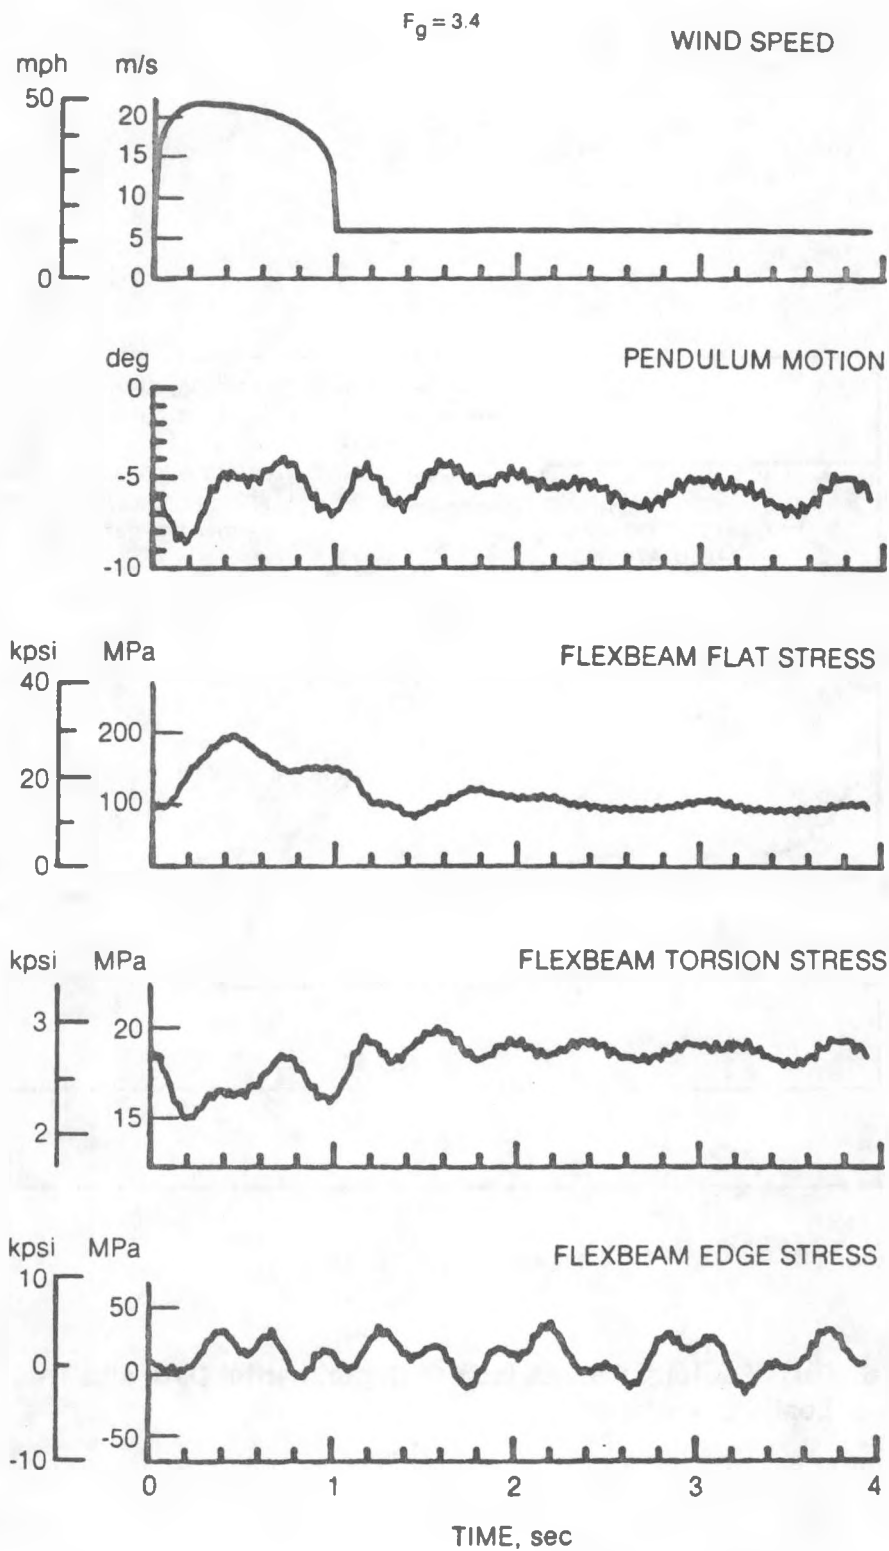 Fg = 3.4
WIND SPEED
mph m/s
50
20
15
10
5
0 0
deg
PENDULUM MOTION
0
-5
-10
kpsi MPa
FLEXBEAM FLAT STRESS
40
200
20
100
0
kpsi MPa
FLEXBEAM TORSION STRESS
3
20
15
2
kpsi MPa
FLEXBEAM EDGE STRESS
10
50
0 0
-50
-10
0 1 2 3 4
TIME, sec